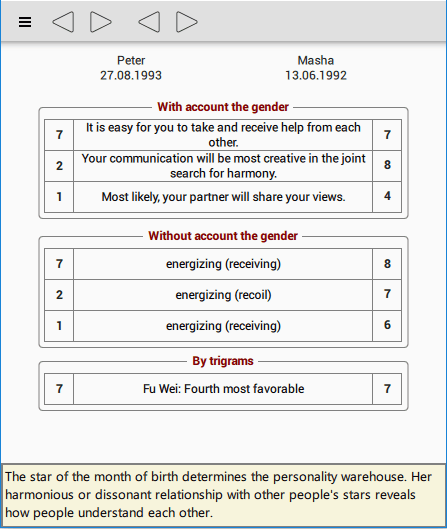 Peter Masha
27.08.1993 13.06.1992
With account the gender
7 It is easy for you to take and receive help from each 7
other.
2 Your communication will be most creative in the joint 8
search for harmony.
1 Most likely, your partner will share your views. 4
Without account the gender
7 energizing (receiving) 8
2 energizing (recoil) 7
1 energizing (receiving) 6
By trigrams
7 Fu Wei: Fourth most favorable 7
The star of the month of birth determines the personality warehouse. Her
harmonious or dissonant relationship with other people's stars reveals
how people understand each other.